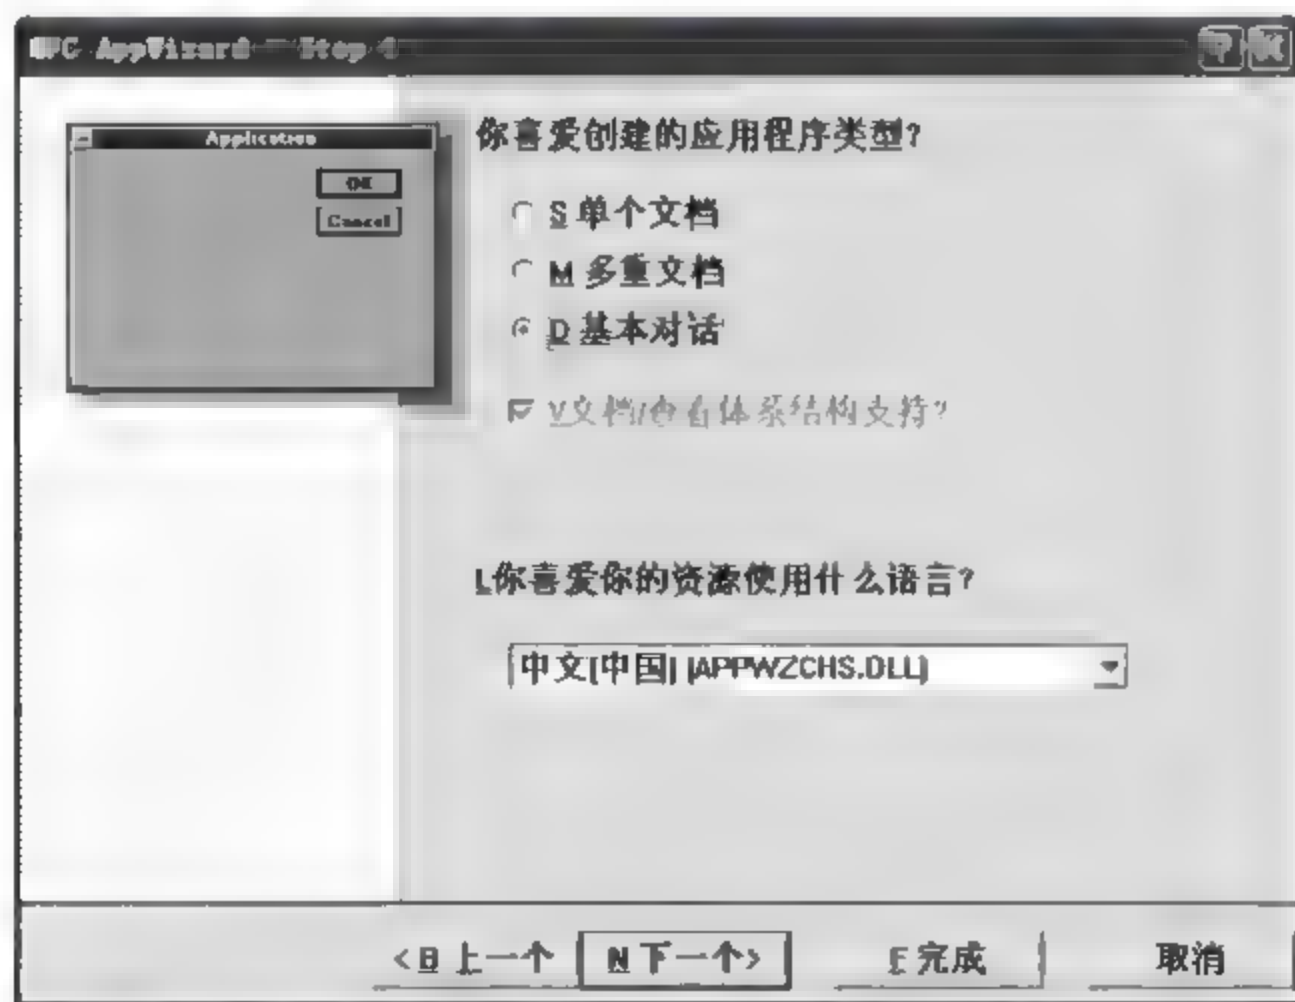 MFC AppWizard - Step
Application
OK
Cancel
你喜爱创建的应用程序类型?
S 单个文档
M 多重文档
D 基本对话
V文档/查看体系结构支持?
L你喜爱你的资源使用什么语言?
中文[中国] (APPWZCHS.DLL)
<B 上一个
N 下一个>
F 完成
取消